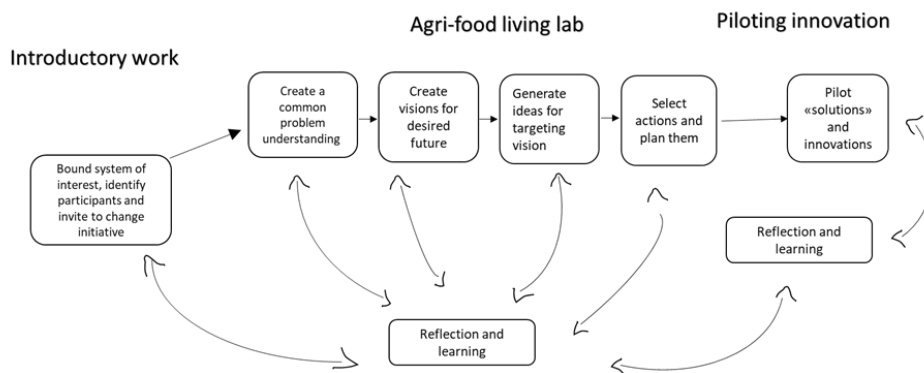 Agri-food living lab
Piloting innovation
Introductory work
Create a
common
problem
understanding
Create
visions for
desired
future
Generate
ideas for
targeting
vision
Select
actions and
plan them
Pilot
«solutions»
and
innovations
Bound system of
interest, identify
participants and
invite to change
initiative
Reflection and
learning
Reflection and
learning